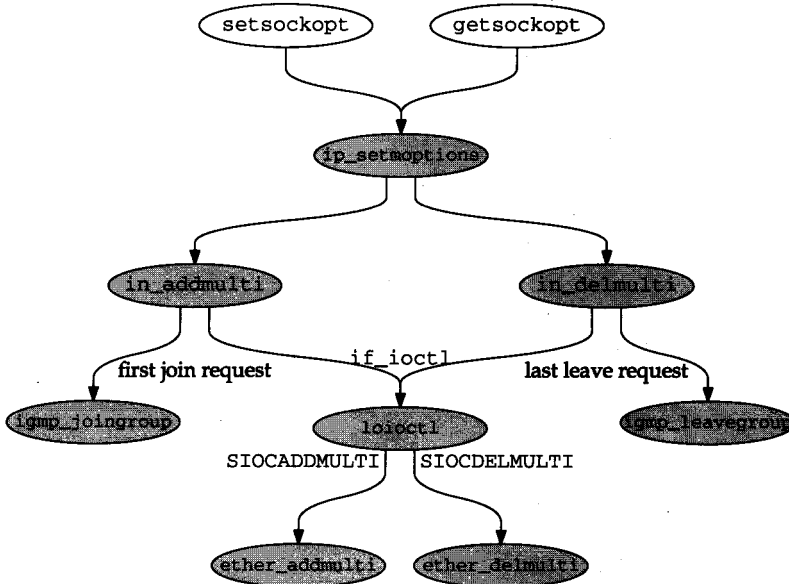 setsockopt
getsockopt
ip_setmoptions
in_addmulti
in_delmulti
if_ioctl
first join request
last leave request
igmp_joingroup
loioctl
igmp_leavegroup
SIOCADDMULTI
SIOCDELMULTI
ether_addmulti
ether_delmulti